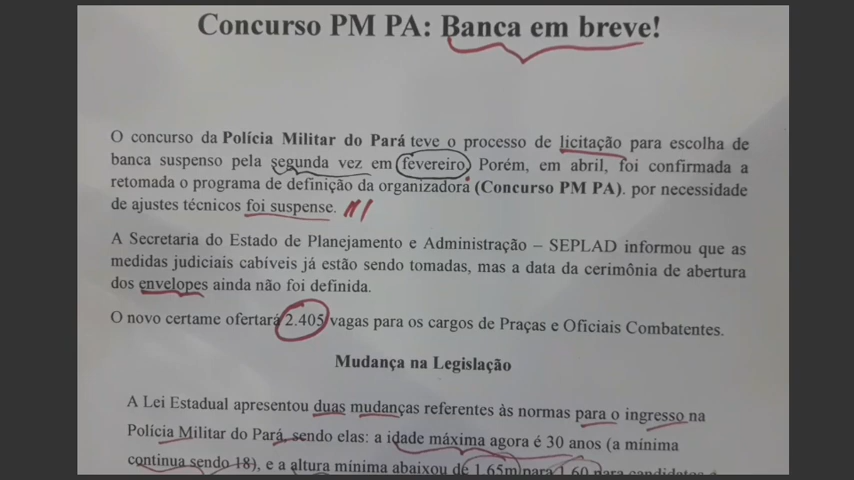 Concurso PM PA: Banca em breve!
O concurso da Polícia Militar do Pará teve o processo de licitação para escolha de
banca suspenso pela segunda vez em fevereiro. Porém, em abril, foi confirmada a
retomada o programa de definição da organizadora (Concurso PM PA). por necessidade
de ajustes técnicos foi suspense.
A Secretaria do Estado de Planejamento e Administração – SEPLAD informou que as
medidas judiciais cabíveis já estão sendo tomadas, mas a data da cerimônia de abertura
dos envelopes ainda não foi definida.
O novo certame ofertará 2.405 vagas para os cargos de Praças e Oficiais Combatentes.
Mudança na Legislação
A Lei Estadual apresentou duas mudanças referentes às normas para o ingresso na
Polícia Militar do Pará, sendo elas: a idade máxima agora é 30 anos (a mínima
continua sendo 18), e a altura mínima abaixou de 1,65m para 1,60 para candidatos